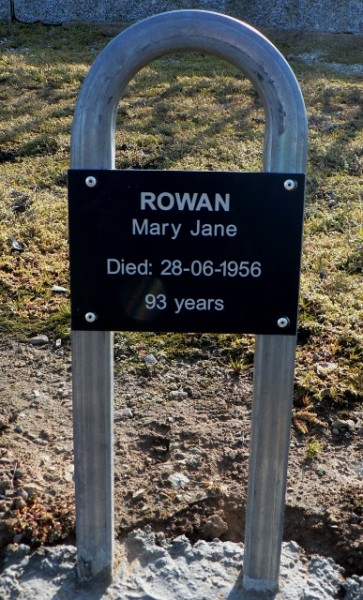 ROWAN
Mary Jane
Died: 28-06-1956
93 years